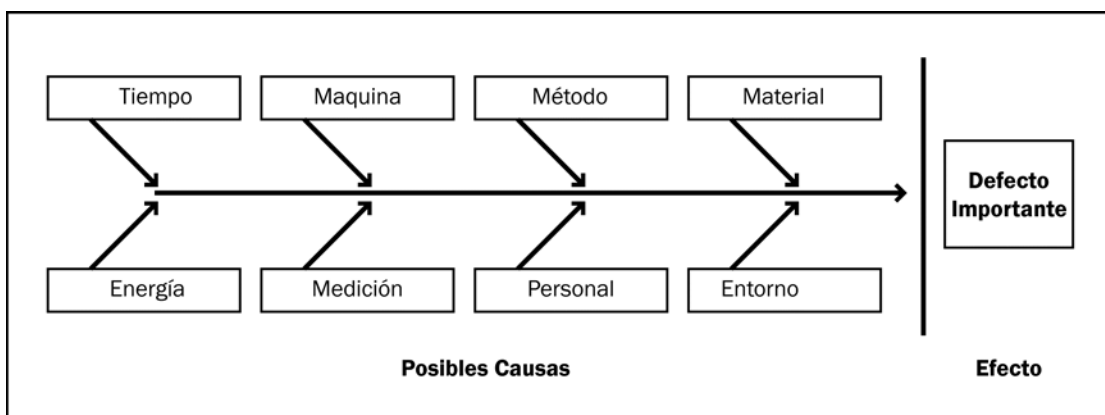 Tiempo
Maquina
Método
Material
Defecto
Importante
Energía
Medición
Personal
Entorno
Posibles Causas
Efecto